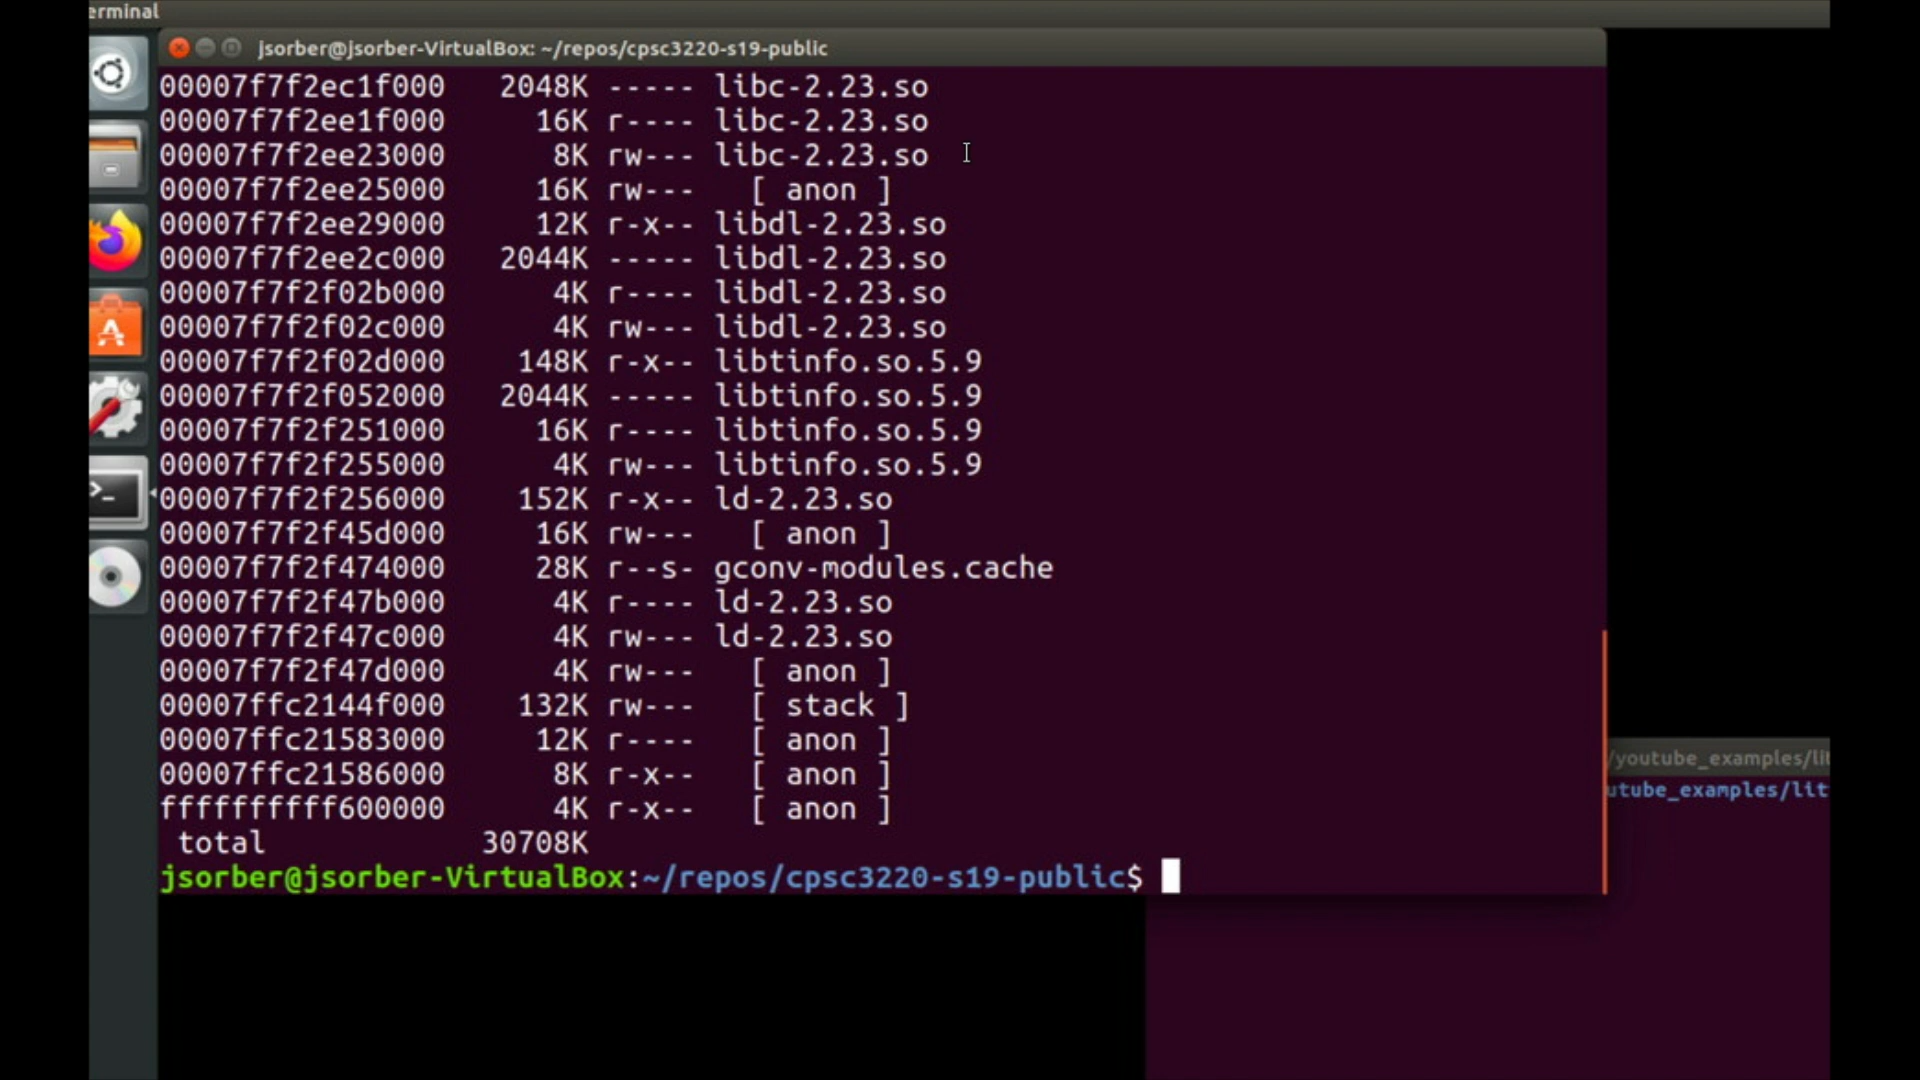 erminal
jsorber@jsorber-VirtualBox: ~/repos/cpsc3220-s19-public
00007f7f2ec1f000 2048K ----- libc-2.23.so
00007f7f2ee1f000 16K r---- libc-2.23.so
00007f7f2ee23000 8K rw--- libc-2.23.so
00007f7f2ee25000 16K rw--- [ anon ]
00007f7f2ee29000 12K r-x-- libdl-2.23.so
00007f7f2ee2c000 2044K ----- libdl-2.23.so
00007f7f2f02b000 4K r---- libdl-2.23.so
00007f7f2f02c000 4K rw--- libdl-2.23.so
00007f7f2f02d000 148K r-x-- libtinfo.so.5.9
00007f7f2f052000 2044K ----- libtinfo.so.5.9
00007f7f2f251000 16K r---- libtinfo.so.5.9
00007f7f2f255000 4K rw--- libtinfo.so.5.9
00007f7f2f256000 152K r-x-- ld-2.23.so
00007f7f2f45d000 16K rw--- [ anon ]
00007f7f2f474000 28K r--s- gconv-modules.cache
00007f7f2f47b000 4K r---- ld-2.23.so
00007f7f2f47c000 4K rw--- ld-2.23.so
00007f7f2f47d000 4K rw--- [ anon ]
00007ffc2144f000 132K rw--- [ stack ]
00007ffc21583000 12K r---- [ anon ]
00007ffc21586000 8K r-x-- [ anon ]
ffffffffff600000 4K r-x-- [ anon ]
total 30708K
jsorber@jsorber-VirtualBox:~/repos/cpsc3220-s19-public$
/youtube_examples/lit
utube_examples/lit